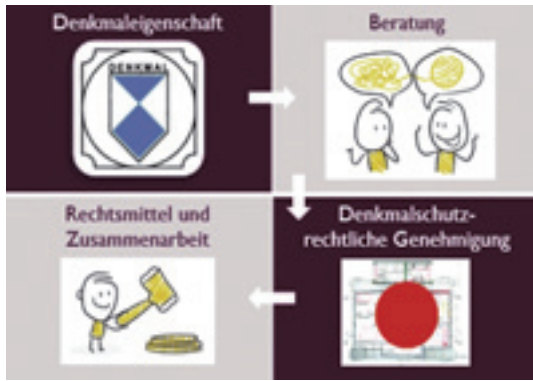 Denkmaleigenschaft
DENKMAL
Beratung
Denkmalschutz-
rechtliche Genehmigung
Rechtsmittel und
Zusammenarbeit